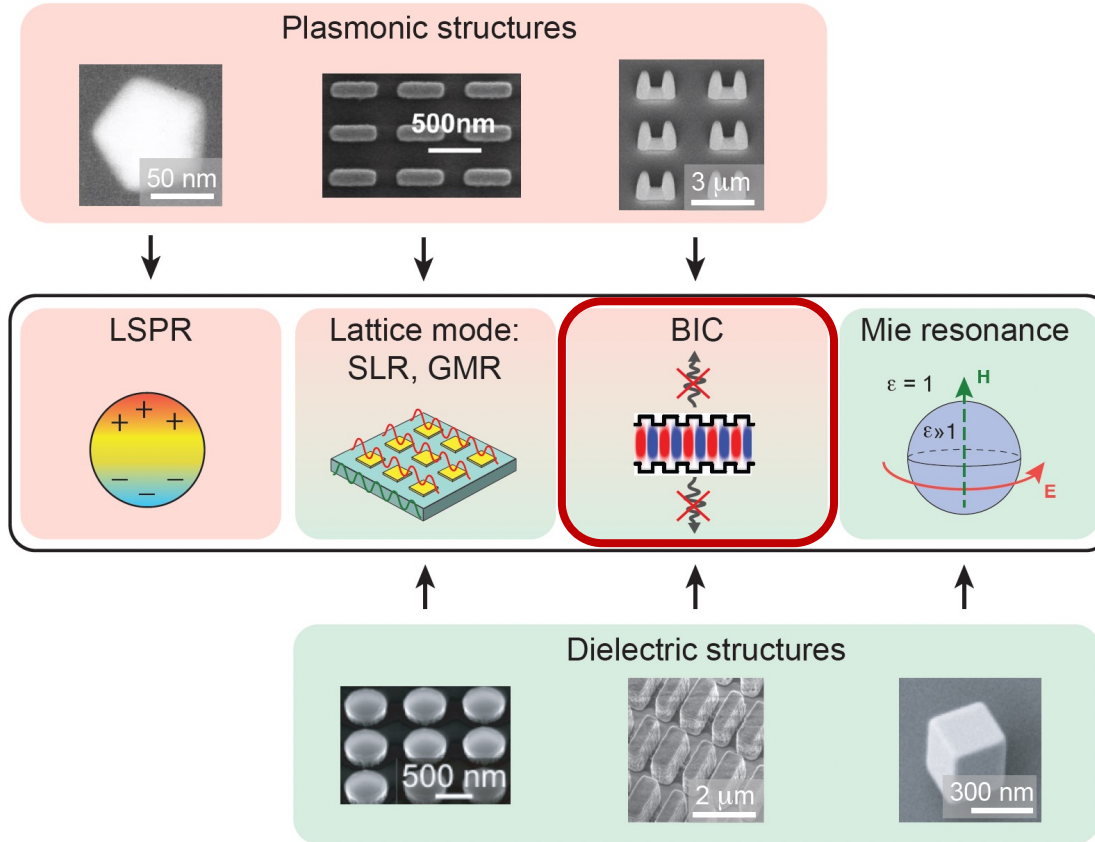 Plasmonic structures
50 nm
500nm
3 μm
LSPR
+ + +
− − −
Lattice mode:
SLR, GMR
BIC
Mie resonance
ε = 1
H
ε»1
E
Dielectric structures
500 nm
2 μm
300 nm